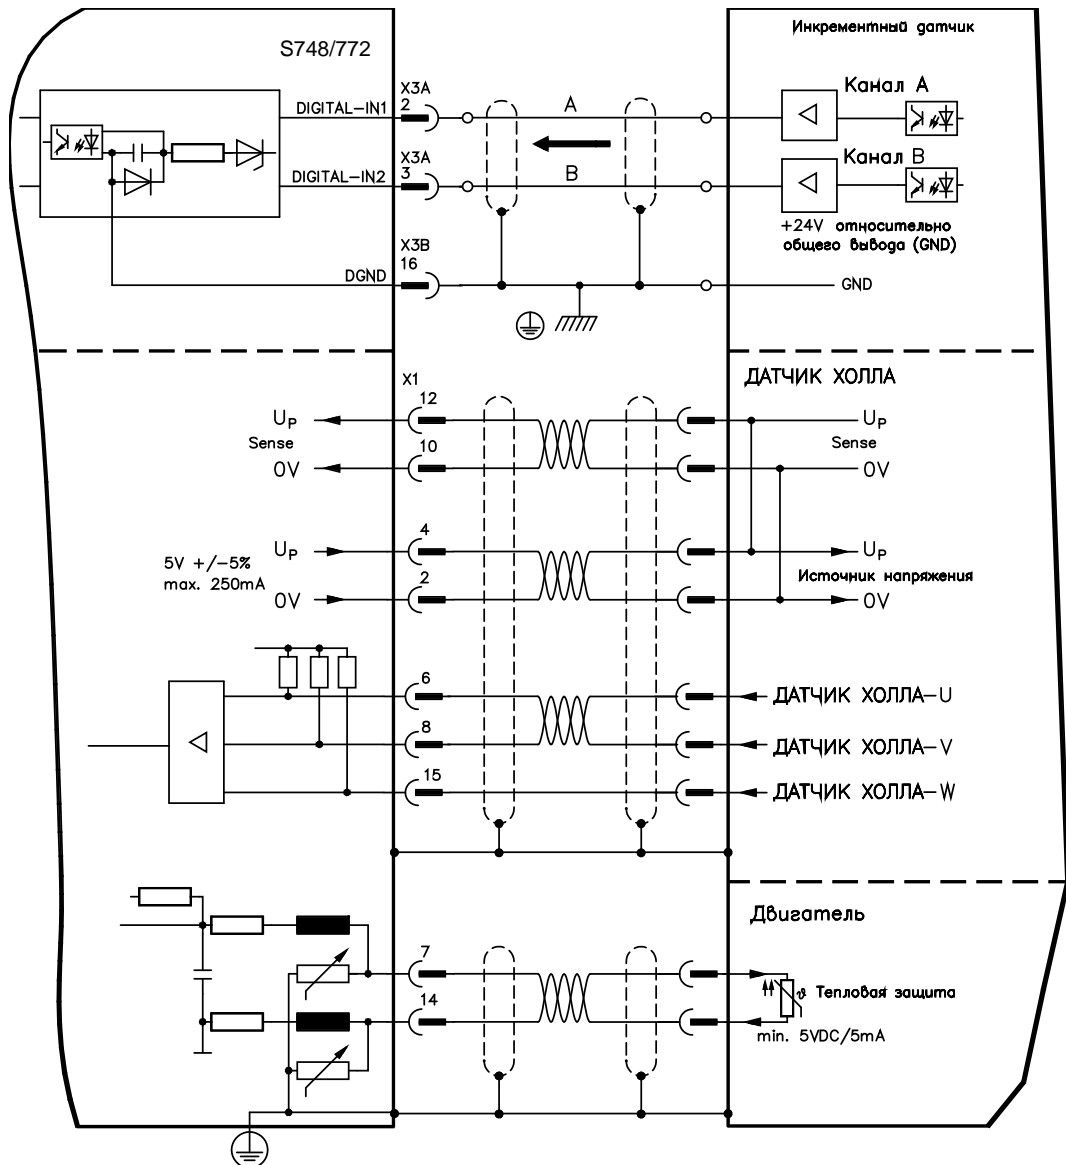 Инкрементный датчик
S748/772
X3A
2
DIGITAL-IN1
A
Канал A
X3A
3
DIGITAL-IN2
B
Канал B
+24V относительно
общего вывода (GND)
X3B
16
DGND
GND
X1
ДАТЧИК ХОЛЛА
12
UP
UP
Sense
10
Sense
0V
0V
4
UP
UP
5V +/-5%
max. 250mA
2
Источник напряжения
0V
0V
6
ДАТЧИК ХОЛЛА-U
8
ДАТЧИК ХОЛЛА-V
15
ДАТЧИК ХОЛЛА-W
Двигатель
7
ϑ Тепловая защита
14
min. 5VDC/5mA